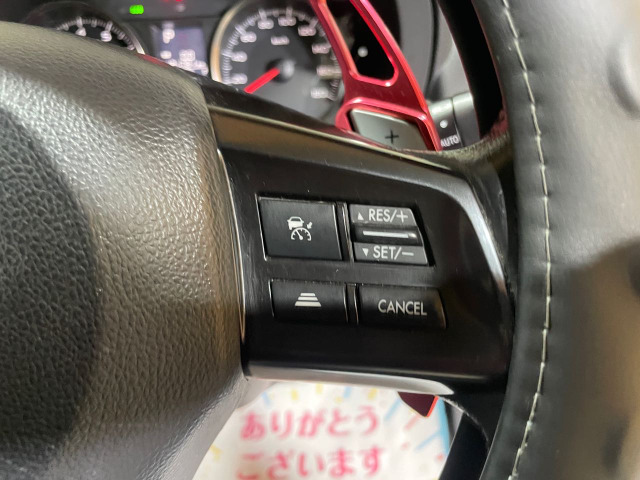 +
AUTO
▲ RES/+
▼ SET/−
CANCEL
ありがとう
ございます